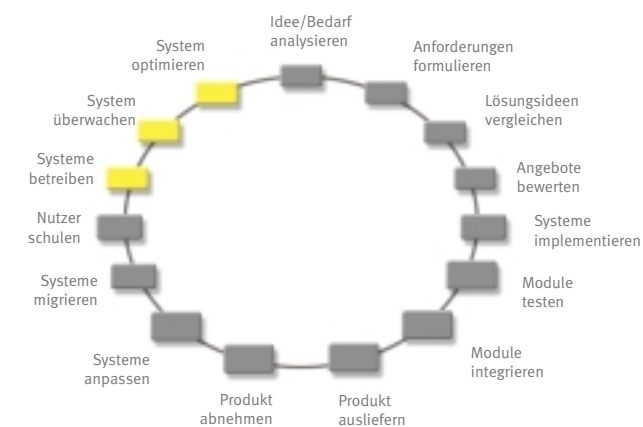 Idee/Bedarf
analysieren
Anforderungen
formulieren
Lösungsideen
vergleichen
Angebote
bewerten
Systeme
implementieren
Module
testen
Module
integrieren
Produkt
ausliefern
Produkt
abnehmen
Systeme
anpassen
Systeme
migrieren
Nutzer
schulen
Systeme
betreiben
System
überwachen
System
optimieren